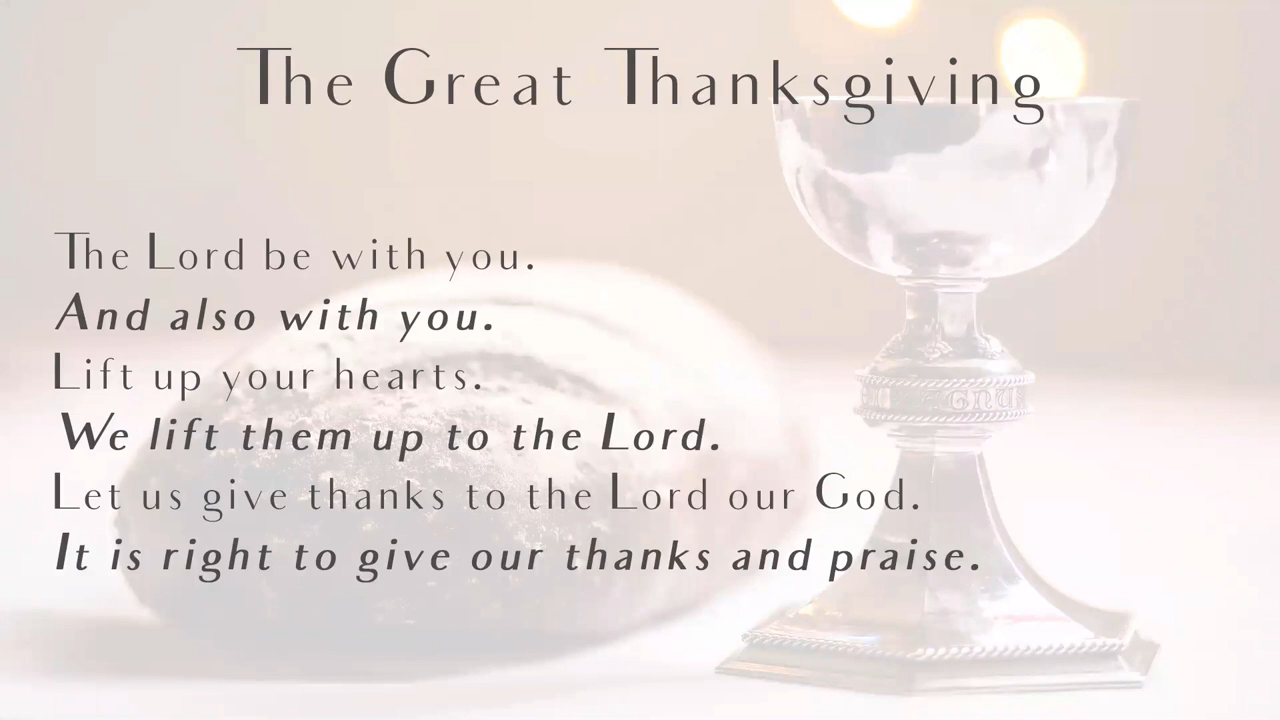 The Great Thanksgiving
The Lord be with you.
And also with you.
Lift up your hearts.
We lift them up to the Lord.
Let us give thanks to the Lord our God.
It is right to give our thanks and praise.